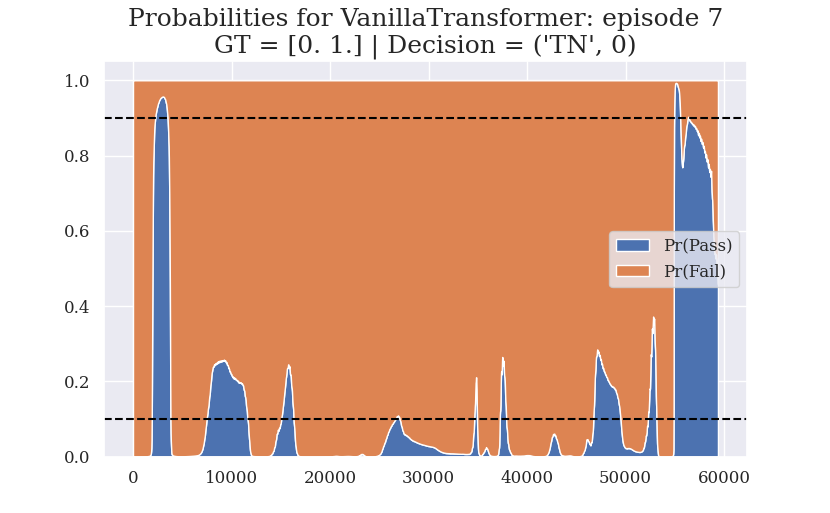 Probabilities for VanillaTransformer: episode 7
GT = [0. 1.] | Decision = ('TN', 0)
1.0
0.8
0.6
0.4
0.2
0.0
Pr(Pass)
Pr(Fail)
0 10000 20000 30000 40000 50000 60000